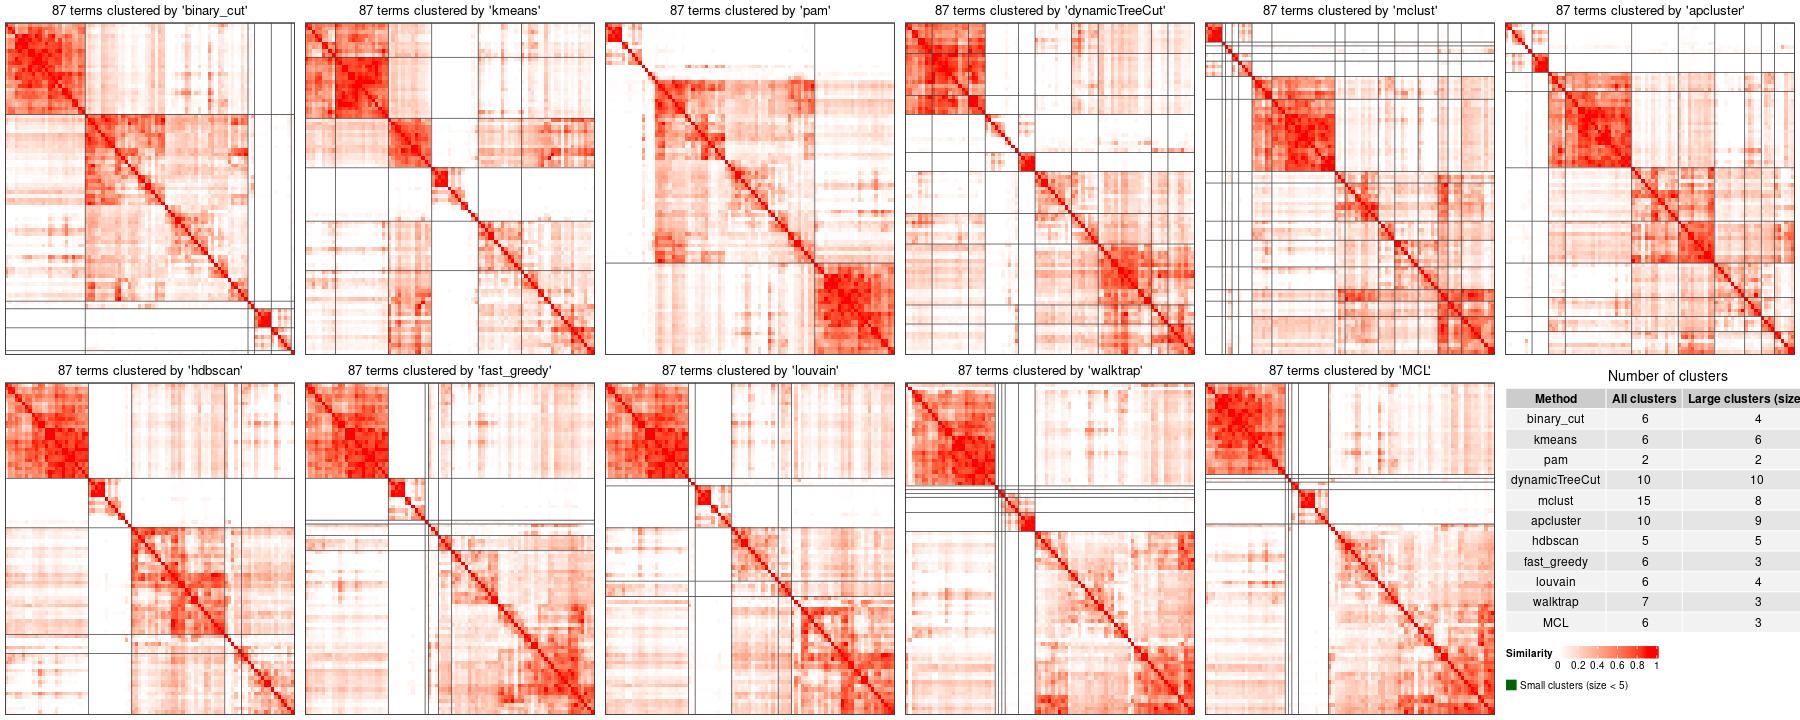 87 terms clustered by 'binary_cut'
87 terms clustered by 'kmeans'
87 terms clustered by 'pam'
87 terms clustered by 'dynamicTreeCut'
87 terms clustered by 'mclust'
87 terms clustered by 'apcluster'
87 terms clustered by 'hdbscan'
87 terms clustered by 'fast_greedy'
87 terms clustered by 'louvain'
87 terms clustered by 'walktrap'
87 terms clustered by 'MCL'
Number of clusters
Method All clusters Large clusters (size
binary_cut 6 4
kmeans 6 6
pam 2 2
dynamicTreeCut 10 10
mclust 15 8
apcluster 10 9
hdbscan 5 5
fast_greedy 6 3
louvain 6 4
walktrap 7 3
MCL 6 3
Similarity
0 0.2 0.4 0.6 0.8 1
Small clusters (size < 5)